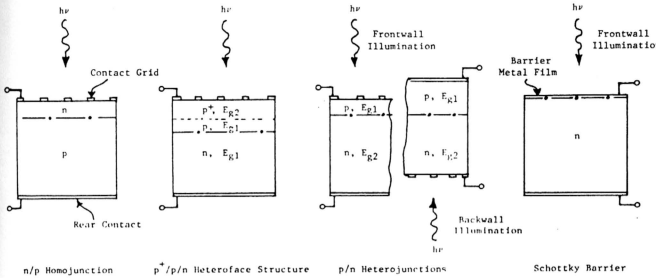 hν
hν
hν
hν
Frontwall
Illumination
Frontwall
Illuminatio
Contact Grid
Barrier
Metal Film
n
p
p+, Eg2
p, Eg1
n, Eg1
p, Eg1
n, Eg2
p, Eg1
n, Eg2
n
Rear Contact
Backwall
Illumination
hν
n/p Homojunction
p+/p/n Heteroface Structure
p/n Heterojunctions
Schottky Barrier